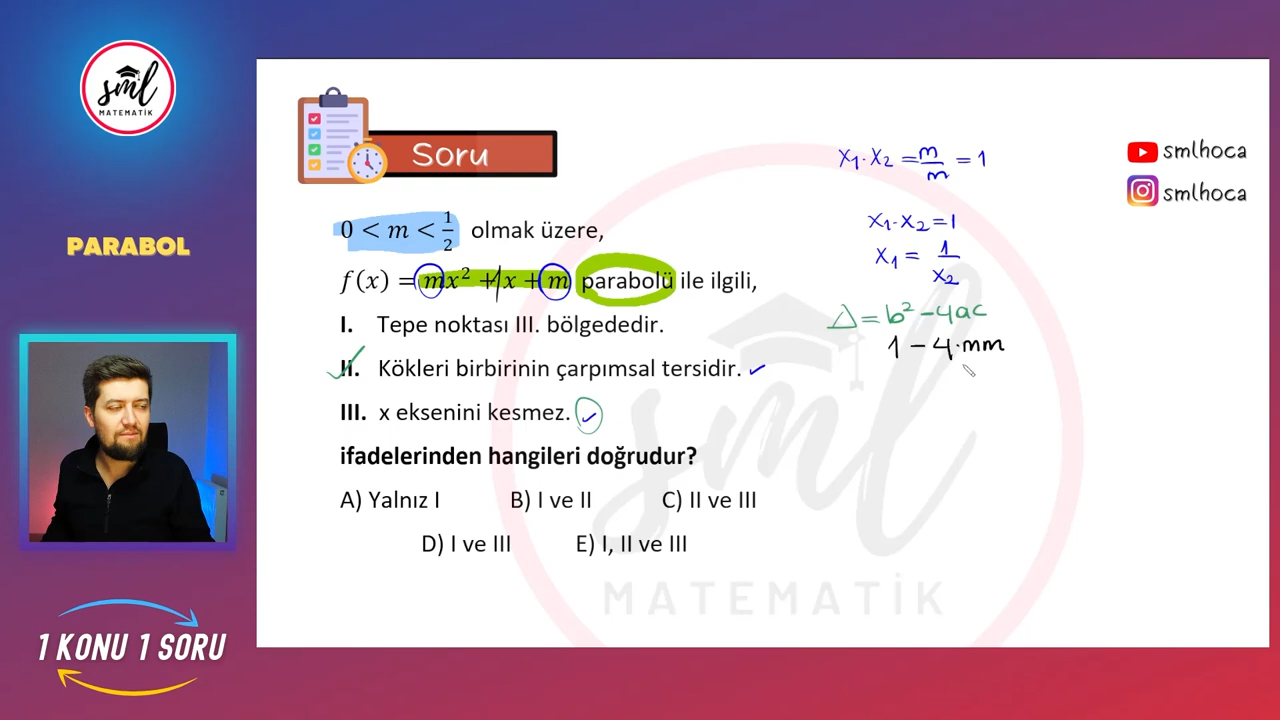 sml
MATEMATİK
PARABOL
1 KONU 1 SORU
Soru
0 < m < 1/2 olmak üzere,
f(x) = mx² + x + m parabolü ile ilgili,
I. Tepe noktası III. bölgededir.
II. Kökleri birbirinin çarpımsal tersidir.
III. x eksenini kesmez.
ifadelerinden hangileri doğrudur?
A) Yalnız I B) I ve II C) II ve III
D) I ve III E) I, II ve III
x₁·x₂ = m/m = 1
x₁·x₂ = 1
x₁ = 1/x₂
Δ = b² - 4ac
1 - 4·mm
smlhoca
smlhoca
sml
MATEMATİK